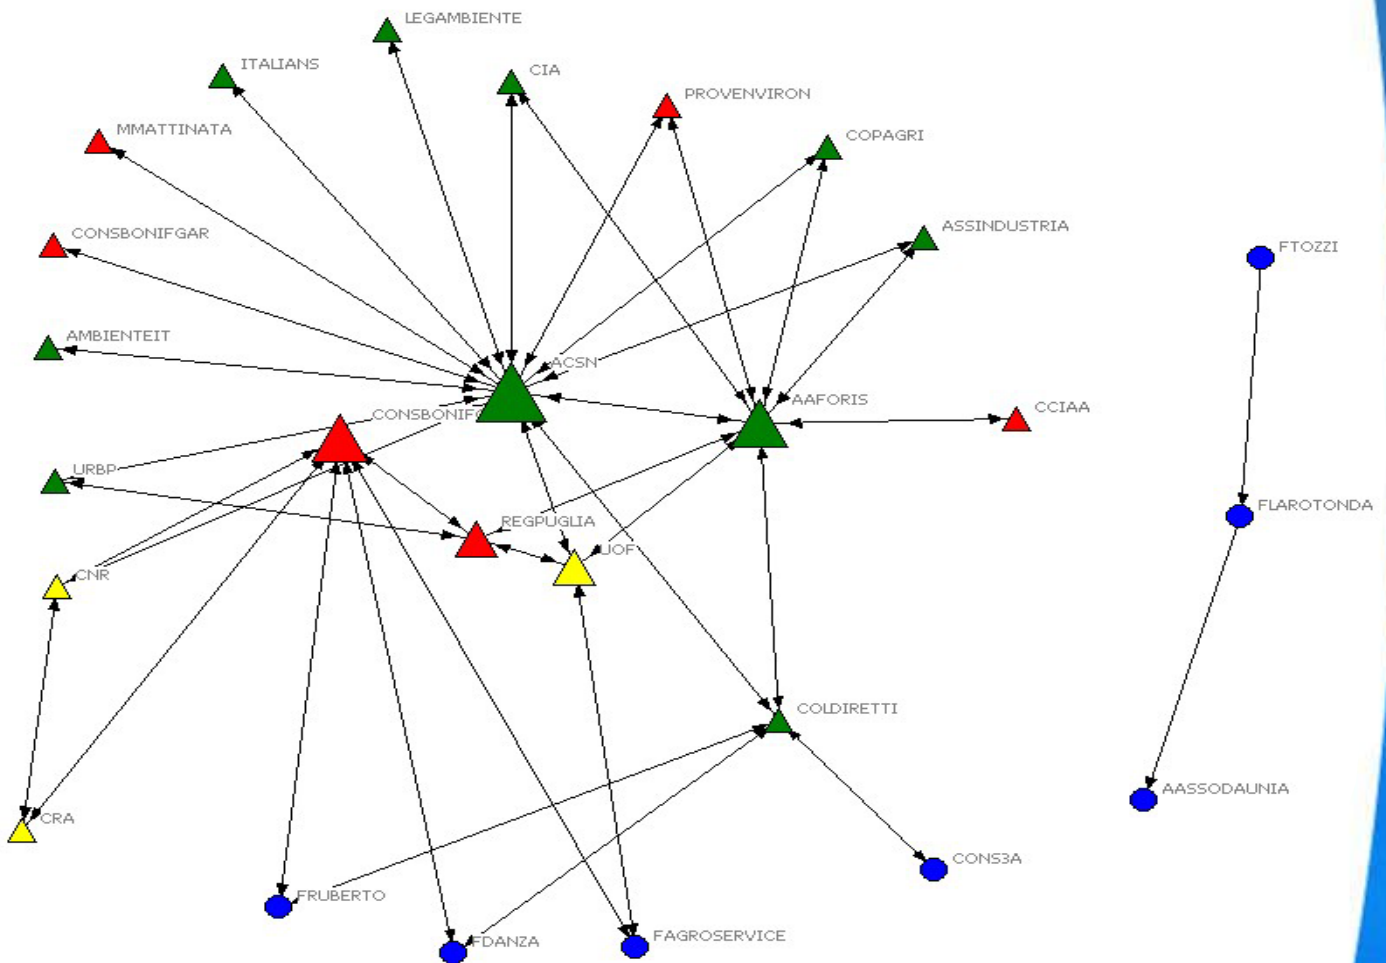 LEGAMBIENTE
ITALIANS
CIA
PROVENVIRON
MMATTINATA
COPAGRI
CONSBONIFGAR
ASSINDUSTRIA
FTOZZI
AMBIENTEIT
ACSN
AAFORIS
CCIAA
CONSBONIFC
URBP
FLAROTONDA
REGPUGLIA
UOF
CNR
COLDIRETTI
AASSODAUNIA
CRA
CONS3A
FRUBERTO
FAGROSERVICE
FDANZA